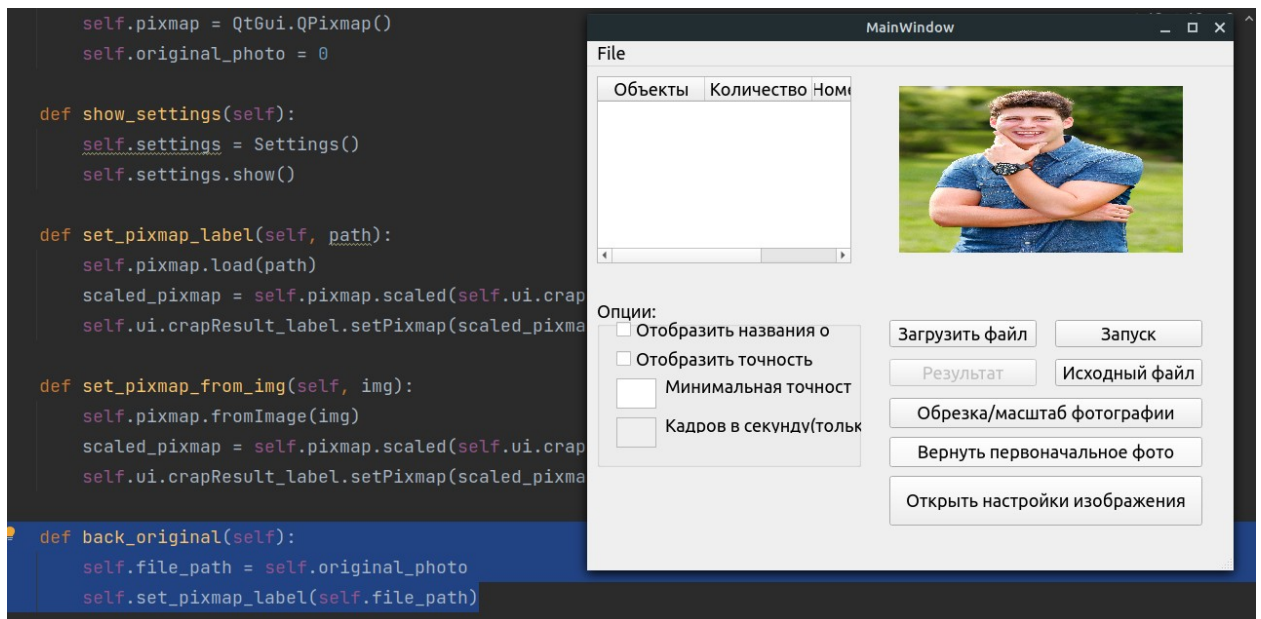 self.pixmap = QtGui.QPixmap()
self.original_photo = 0
def show_settings(self):
self.settings = Settings()
self.settings.show()
def set_pixmap_label(self, path):
self.pixmap.load(path)
scaled_pixmap = self.pixmap.scaled(self.ui.crap
self.ui.crapResult_label.setPixmap(scaled_pixma
def set_pixmap_from_img(self, img):
self.pixmap.fromImage(img)
scaled_pixmap = self.pixmap.scaled(self.ui.crap
self.ui.crapResult_label.setPixmap(scaled_pixma
def back_original(self):
self.file_path = self.original_photo
self.set_pixmap_label(self.file_path)
MainWindow
File
Объекты Количество Номе
Опции:
Отобразить названия о
Отобразить точность
Минимальная точност
Кадров в секунду(тольк
Загрузить файл Запуск
Результат Исходный файл
Обрезка/масштаб фотографии
Вернуть первоначальное фото
Открыть настройки изображения